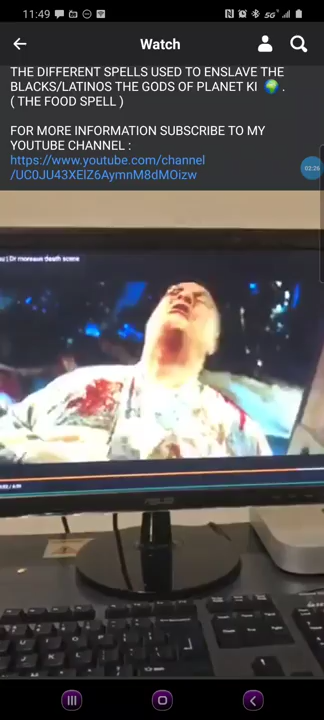 11:49
5G
Watch
THE DIFFERENT SPELLS USED TO ENSLAVE THE
BLACKS/LATINOS THE GODS OF PLANET KI 🌍 .
( THE FOOD SPELL )
FOR MORE INFORMATION SUBSCRIBE TO MY
YOUTUBE CHANNEL :
https://www.youtube.com/channel
/UC0JU43XElZ6AymnM8dMOizw
02:26
| Dr moreaus death scene
ASUS